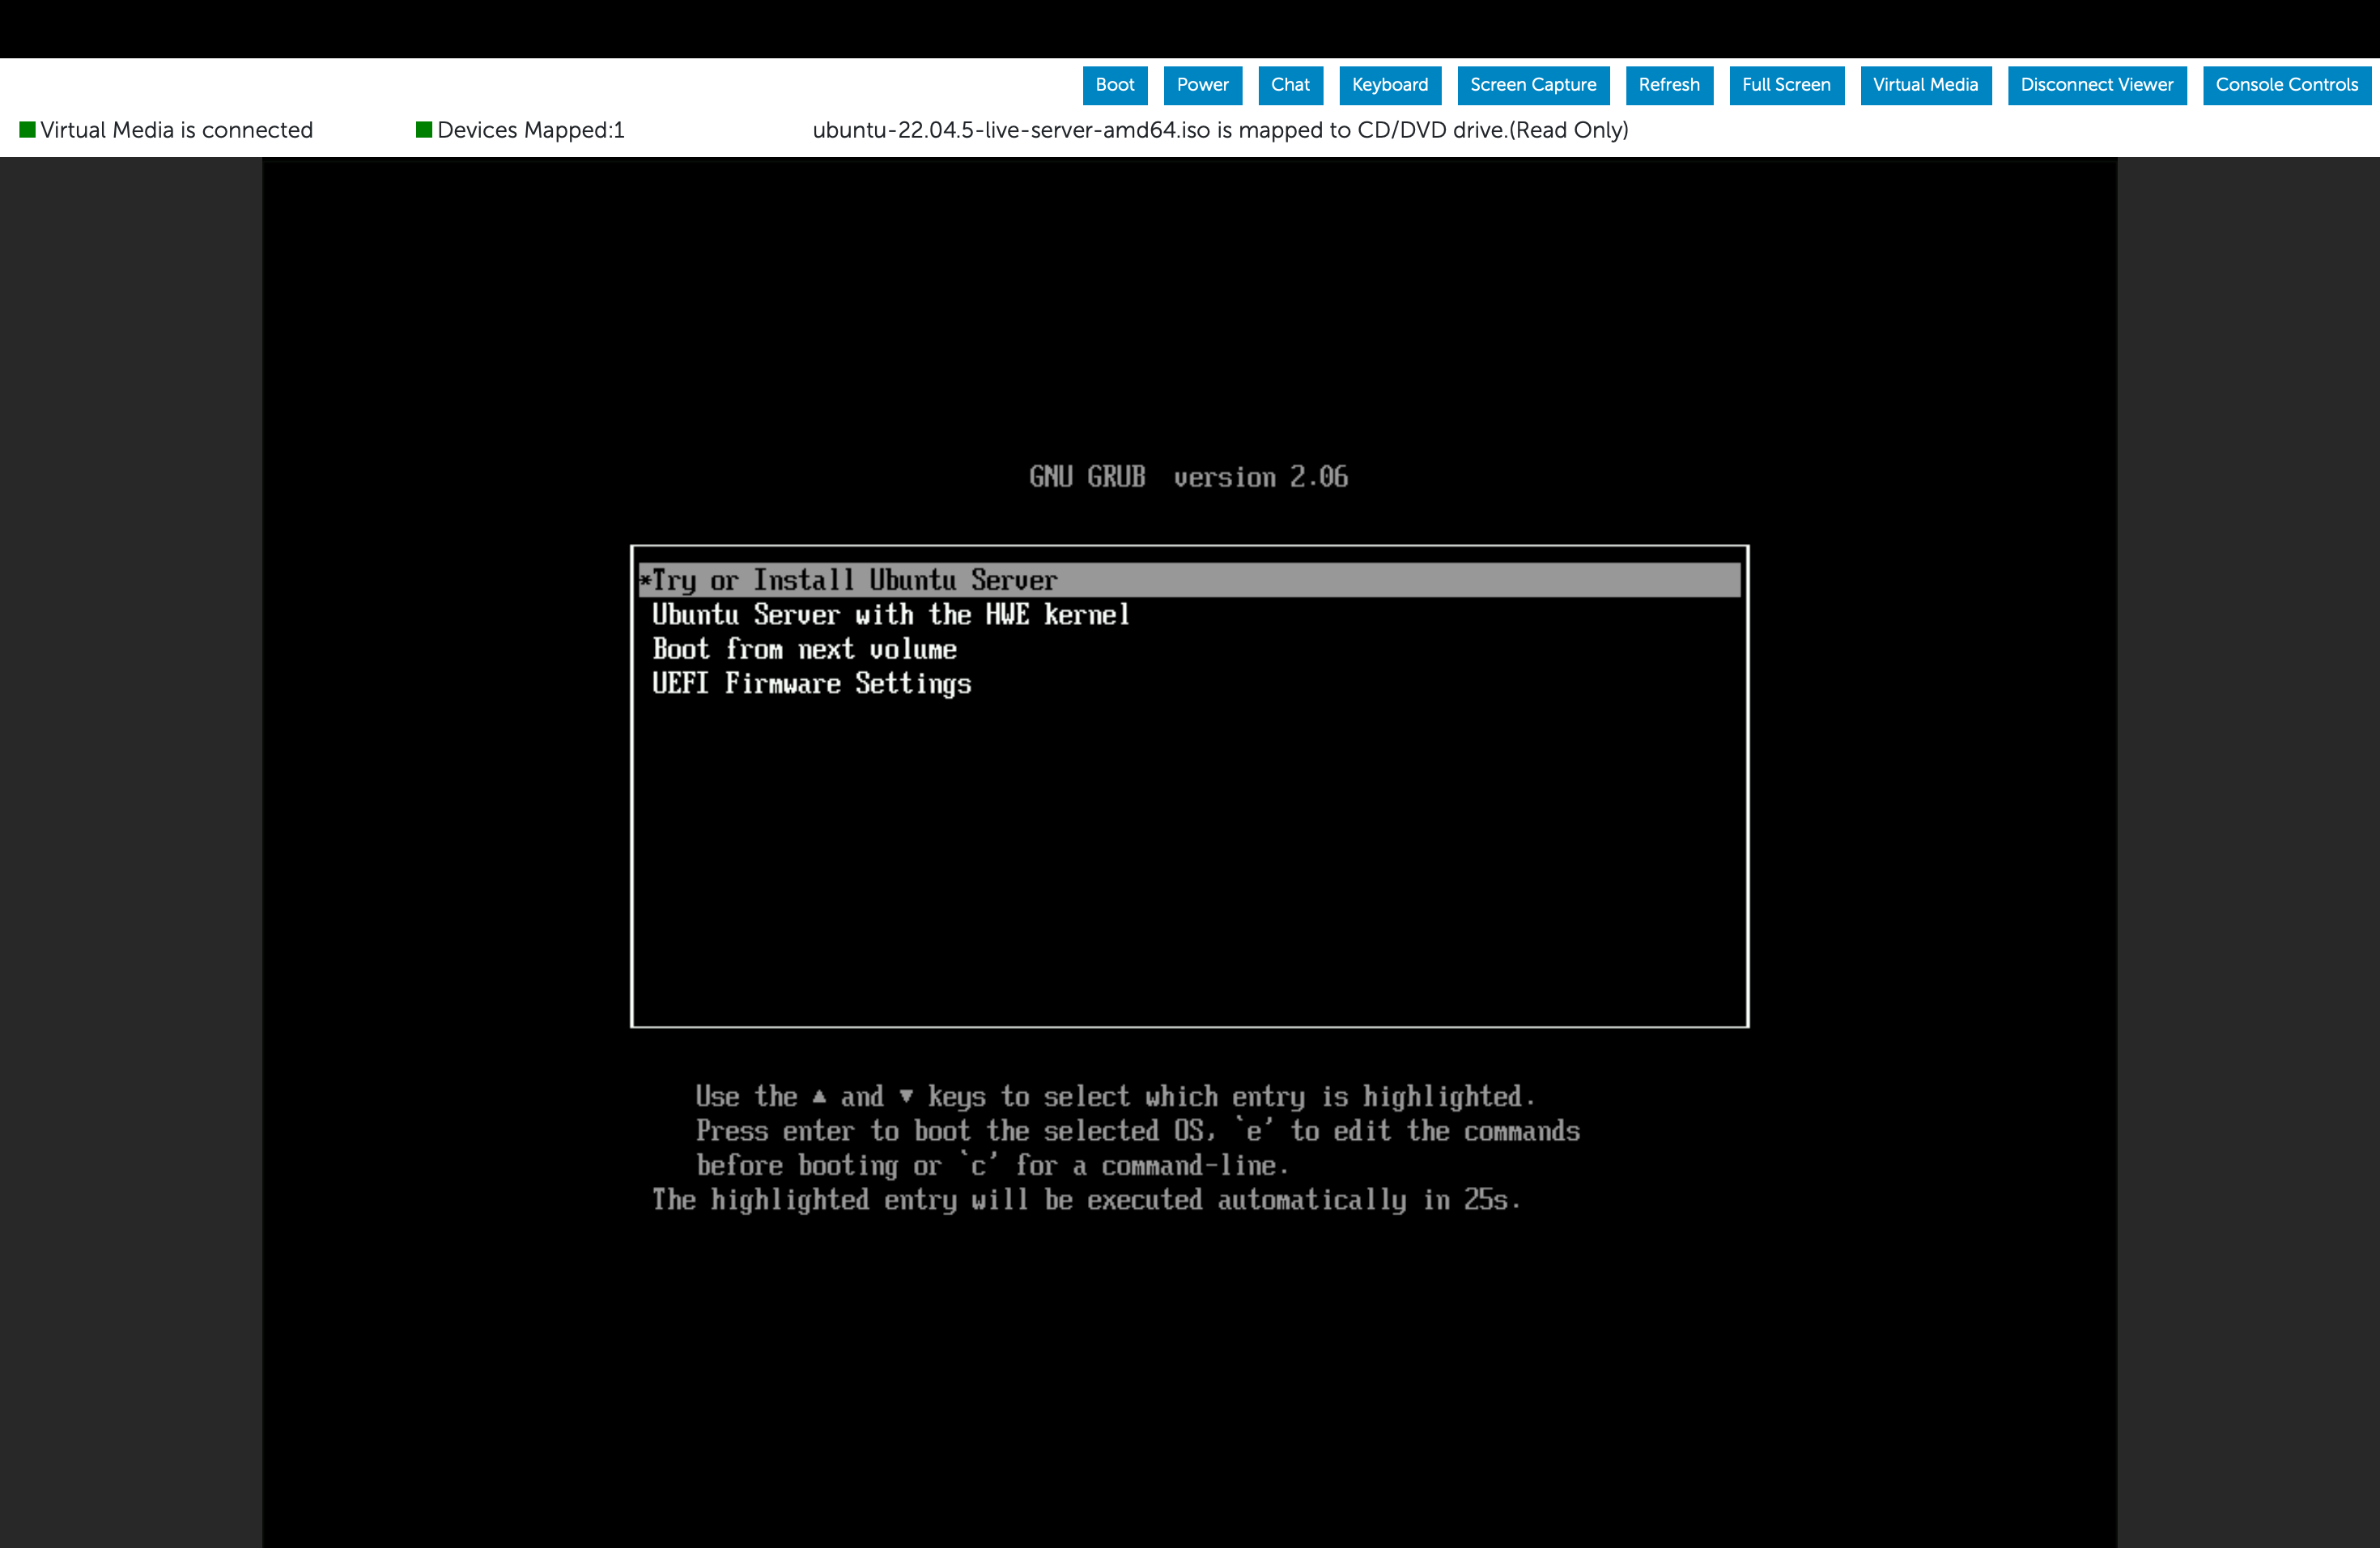 Boot Power Chat Keyboard Screen Capture Refresh Full Screen Virtual Media Disconnect Viewer Console Controls
Virtual Media is connected Devices Mapped:1 ubuntu-22.04.5-live-server-amd64.iso is mapped to CD/DVD drive.(Read Only)
GNU GRUB version 2.06
*Try or Install Ubuntu Server
Ubuntu Server with the HWE kernel
Boot from next volume
UEFI Firmware Settings
Use the ▲ and ▼ keys to select which entry is highlighted.
Press enter to boot the selected OS, `e' to edit the commands
before booting or `c' for a command-line.
The highlighted entry will be executed automatically in 25s.